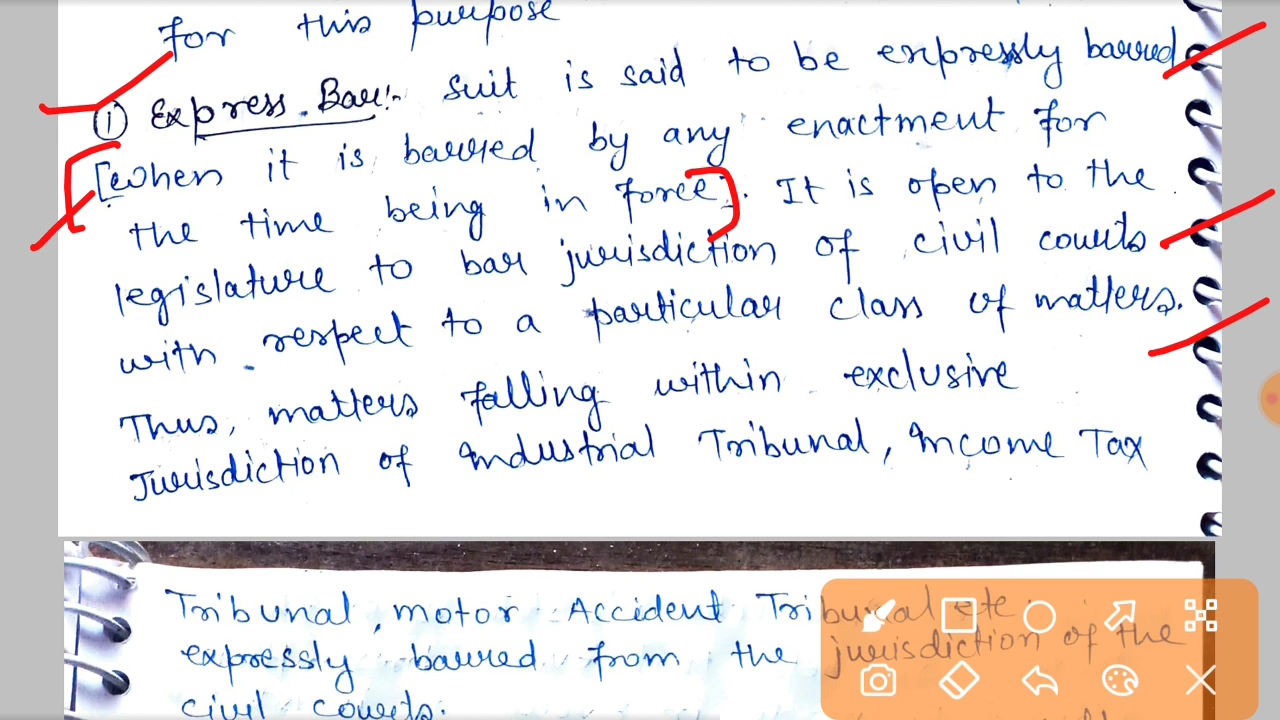 for this purpose
① Express Bar:- suit is said to be expressly barred
[when it is barred by any enactment for
the time being in force]. It is open to the
legislature to bar jurisdiction of civil courts
with respect to a particular class of matters.
Thus, matters falling within exclusive
Jurisdiction of Industrial Tribunal, Income Tax
Tribunal, motor Accident Tribunal etc.
expressly barred from the jurisdiction of the
civil courts.